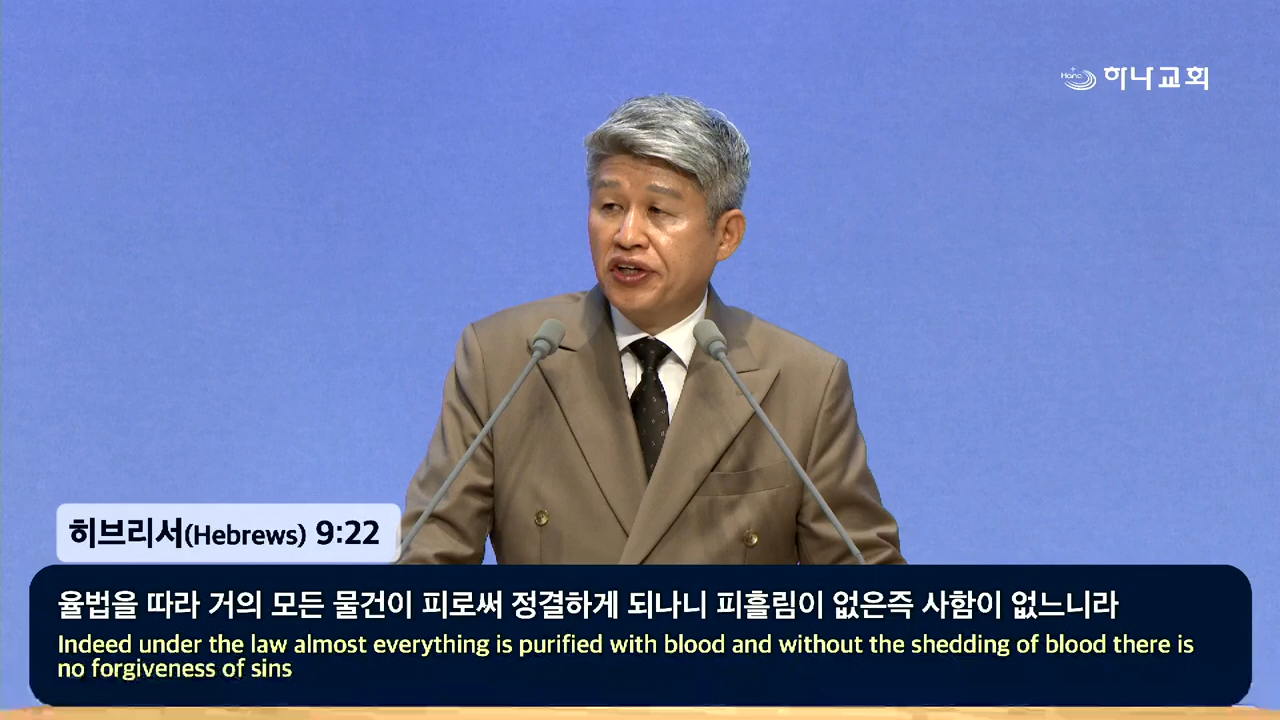 Hana 하나교회
히브리서(Hebrews) 9:22
율법을 따라 거의 모든 물건이 피로써 정결하게 되나니 피흘림이 없은즉 사함이 없느니라
Indeed under the law almost everything is purified with blood and without the shedding of blood there is
no forgiveness of sins